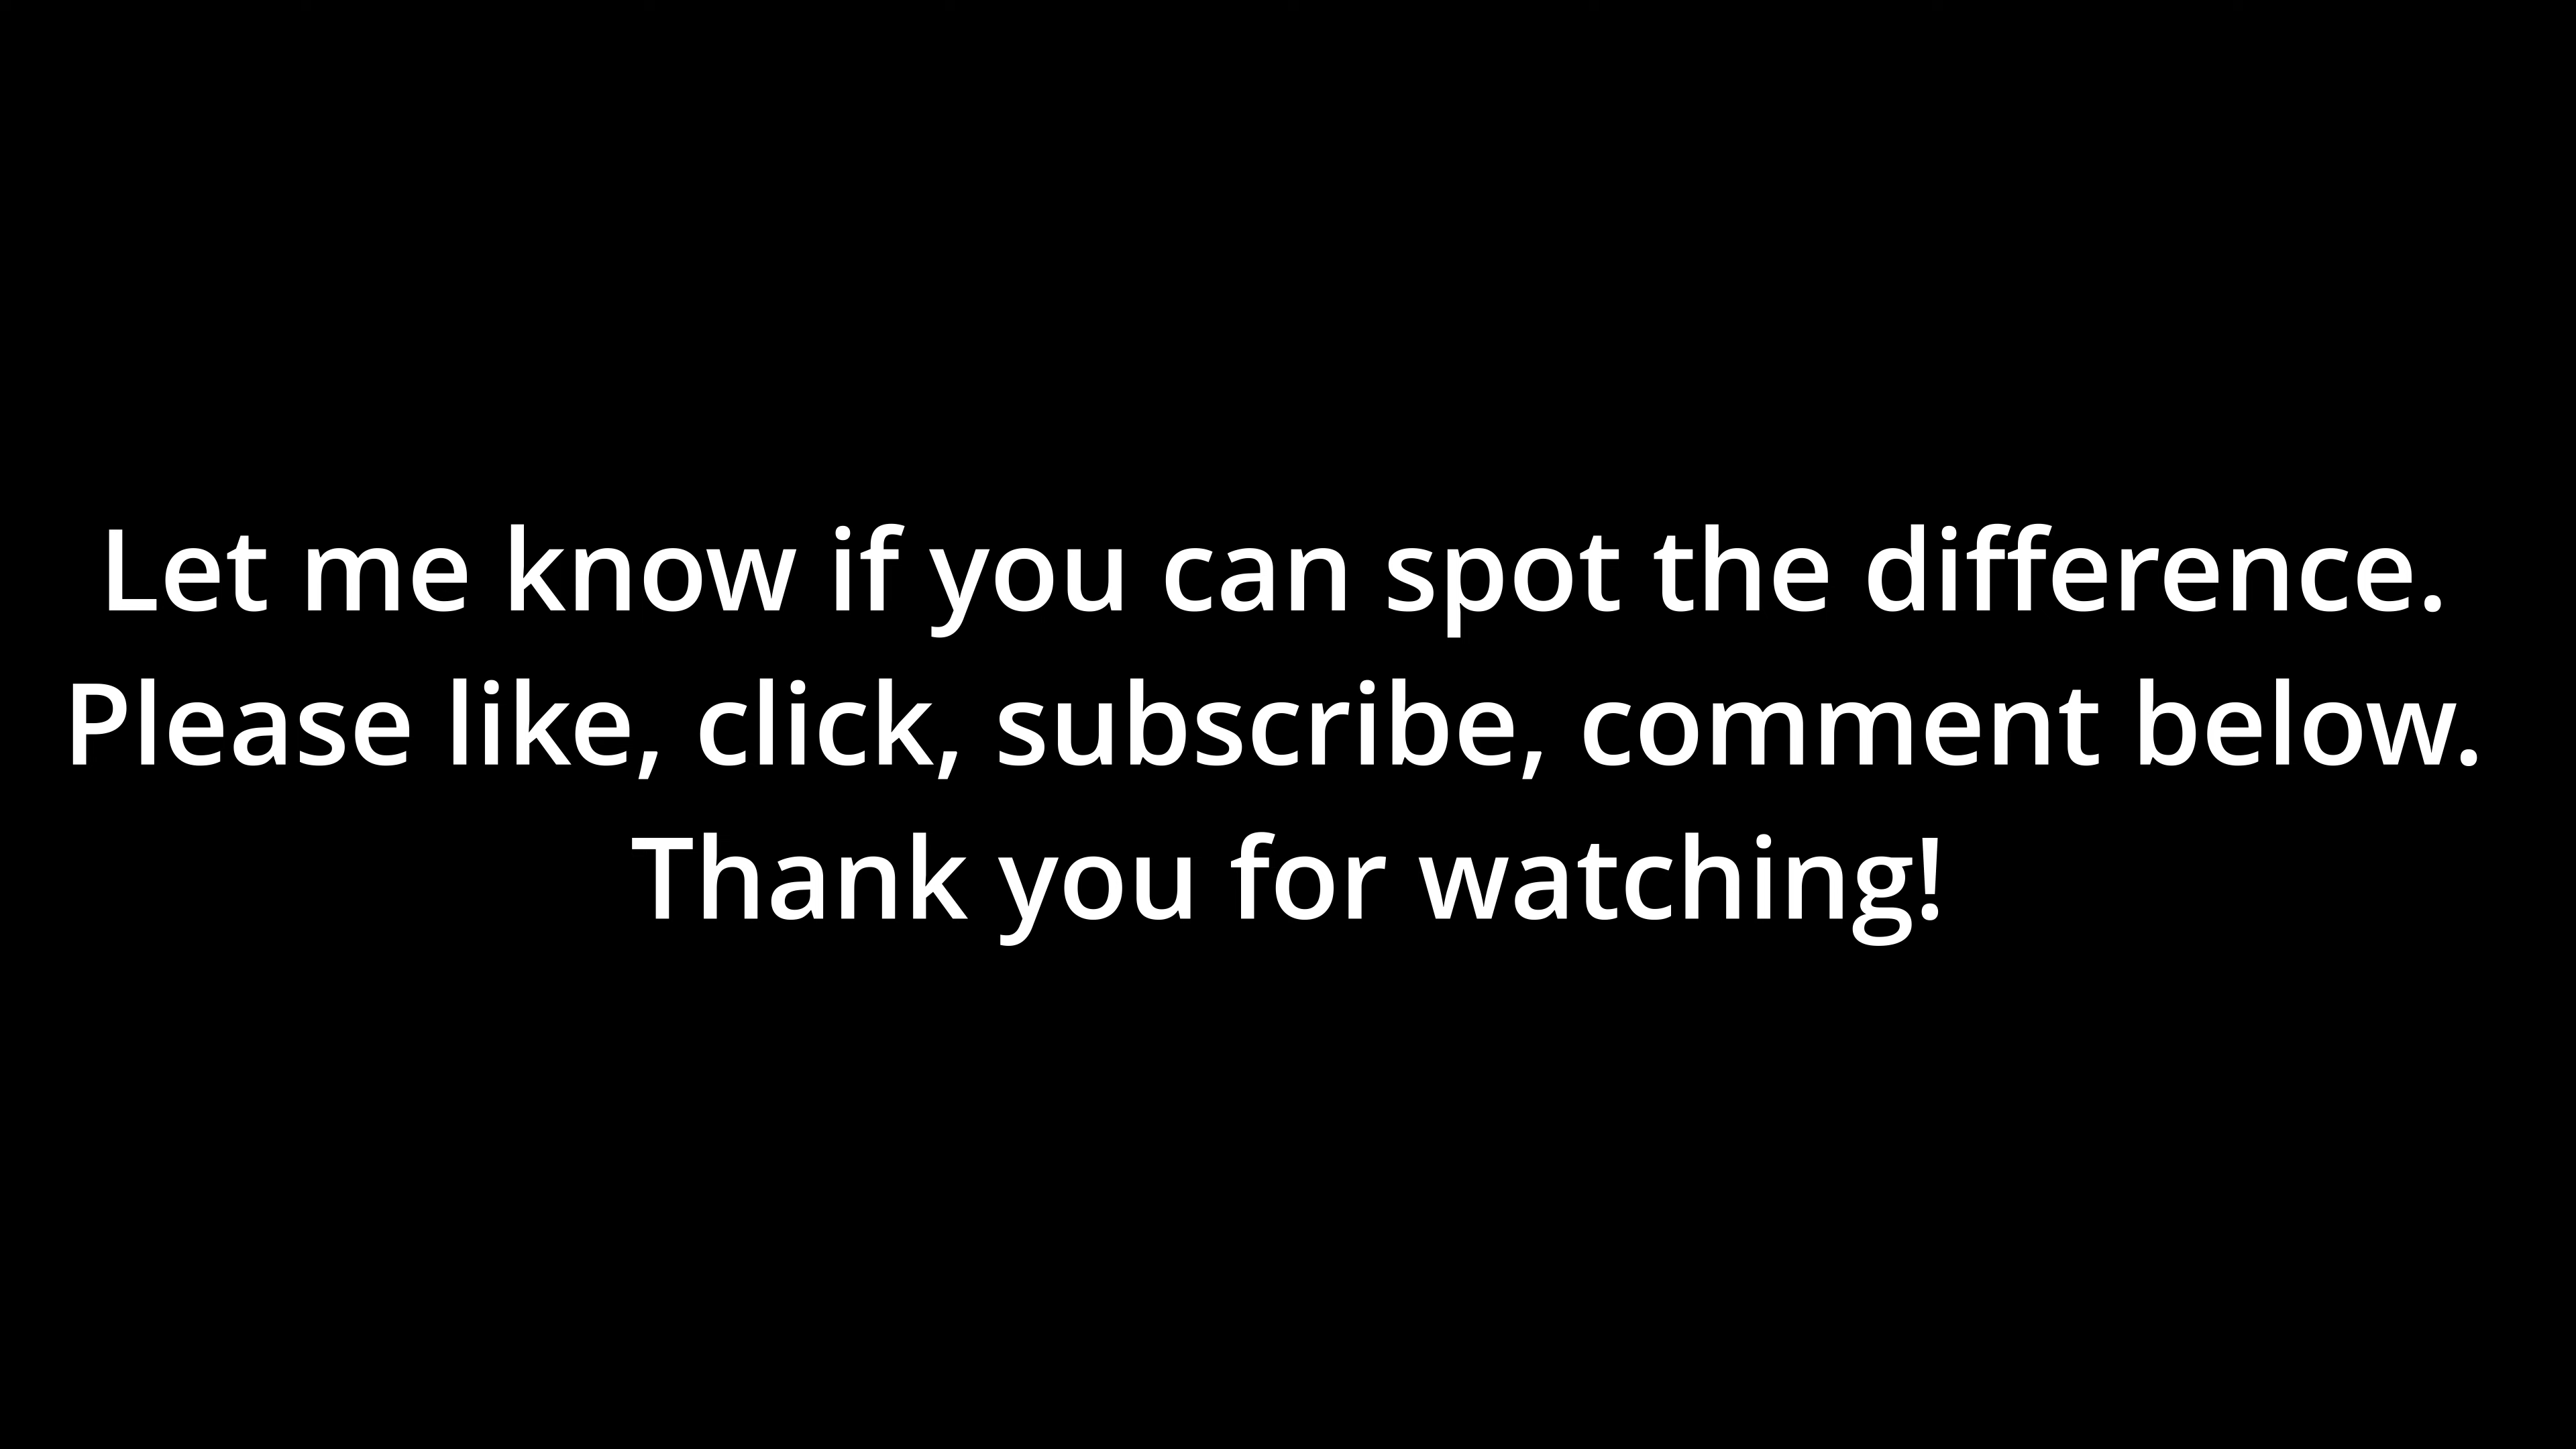 Let me know if you can spot the difference.
Please like, click, subscribe, comment below.
Thank you for watching!